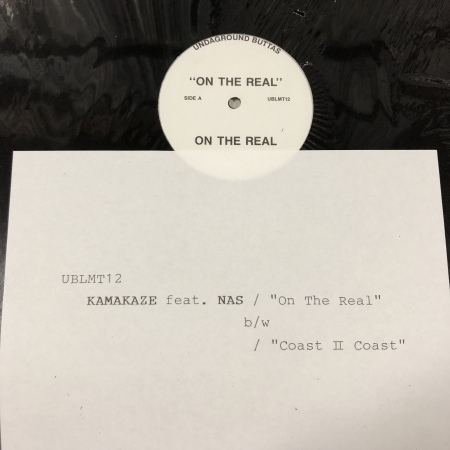 UNDAGROUND BUTTAS
"ON THE REAL"
SIDE A UBLMT12
ON THE REAL
UBLMT12
KAMAKAZE feat. NAS / "On The Real"
b/w
/ "Coast Ⅱ Coast"